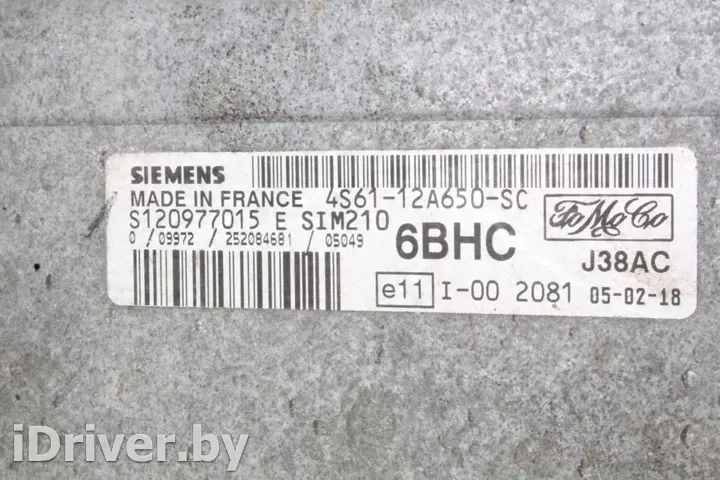 SIEMENS
MADE IN FRANCE 4S61-12A650-SC
S120977015 E SIM210
0 / 09972 / 252084681 / 05049
6BHC
FoMoCo
J38AC
e11 I-00 2081 05-02-18
iDriver.by